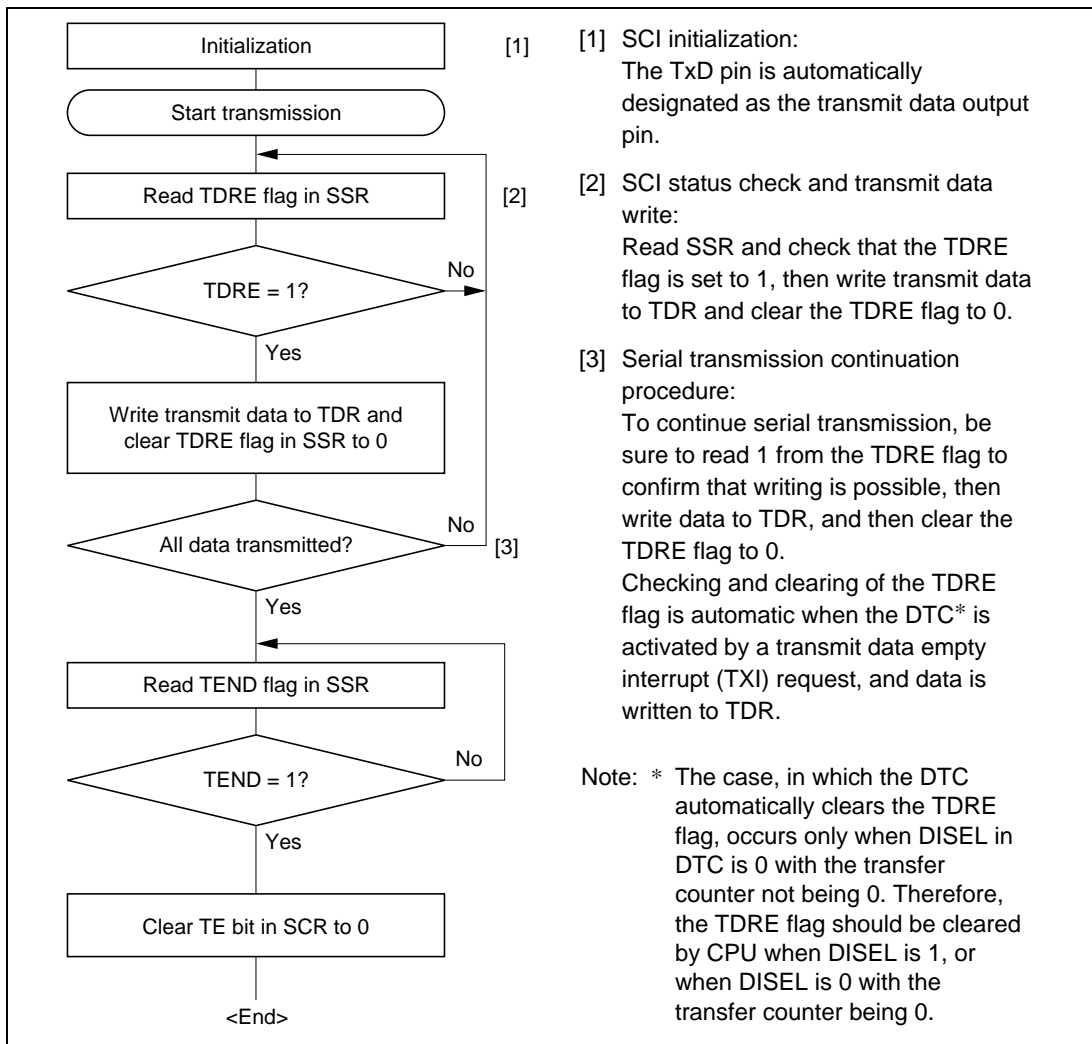 Initialization
[1]
Start transmission
Read TDRE flag in SSR
[2]
TDRE = 1?
No
Yes
Write transmit data to TDR and
clear TDRE flag in SSR to 0
All data transmitted?
No
[3]
Yes
Read TEND flag in SSR
TEND = 1?
No
Yes
Clear TE bit in SCR to 0
<End>
[1] SCI initialization:
The TxD pin is automatically
designated as the transmit data output
pin.
[2] SCI status check and transmit data
write:
Read SSR and check that the TDRE
flag is set to 1, then write transmit data
to TDR and clear the TDRE flag to 0.
[3] Serial transmission continuation
procedure:
To continue serial transmission, be
sure to read 1 from the TDRE flag to
confirm that writing is possible, then
write data to TDR, and then clear the
TDRE flag to 0.
Checking and clearing of the TDRE
flag is automatic when the DTC* is
activated by a transmit data empty
interrupt (TXI) request, and data is
written to TDR.
Note: * The case, in which the DTC
automatically clears the TDRE
flag, occurs only when DISEL in
DTC is 0 with the transfer
counter not being 0. Therefore,
the TDRE flag should be cleared
by CPU when DISEL is 1, or
when DISEL is 0 with the
transfer counter being 0.